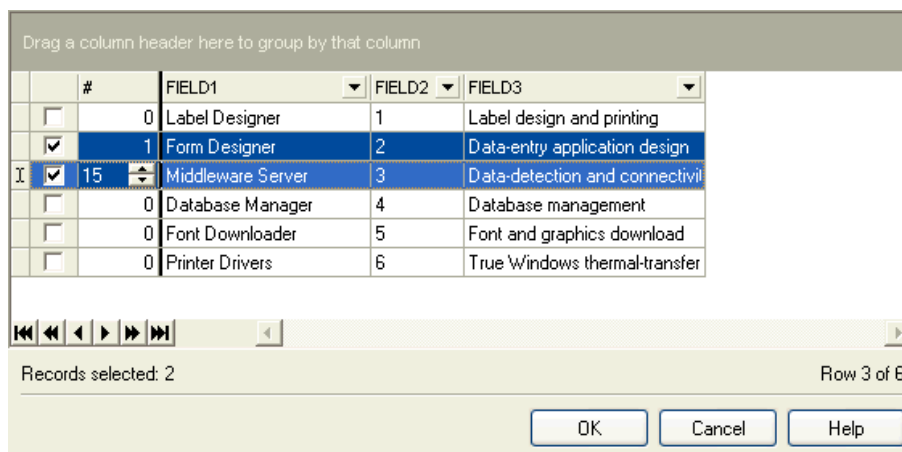 Drag a column header here to group by that column
# FIELD1 FIELD2 FIELD3
0 Label Designer 1 Label design and printing
1 Form Designer 2 Data-entry application design
15 Middleware Server 3 Data-detection and connectivit
0 Database Manager 4 Database management
0 Font Downloader 5 Font and graphics download
0 Printer Drivers 6 True Windows thermal-transfer
Records selected: 2 Row 3 of 6
OK Cancel Help